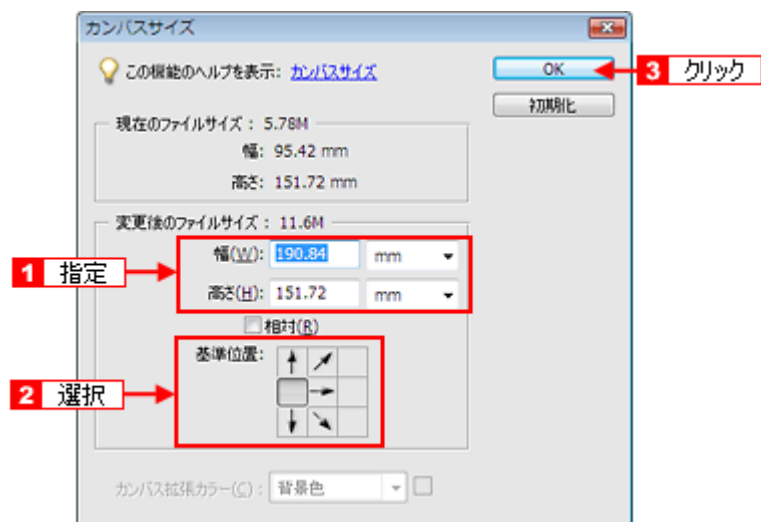 カンバスサイズ
この機能のヘルプを表示: カンバスサイズ
OK
3 クリック
初期化
現在のファイルサイズ : 5.78M
幅: 95.42 mm
高さ: 151.72 mm
変更後のファイルサイズ : 11.6M
1 指定
幅(W): 190.84 mm
高さ(H): 151.72 mm
相対(R)
2 選択
基準位置:
カンバス拡張カラー(C) : 背景色